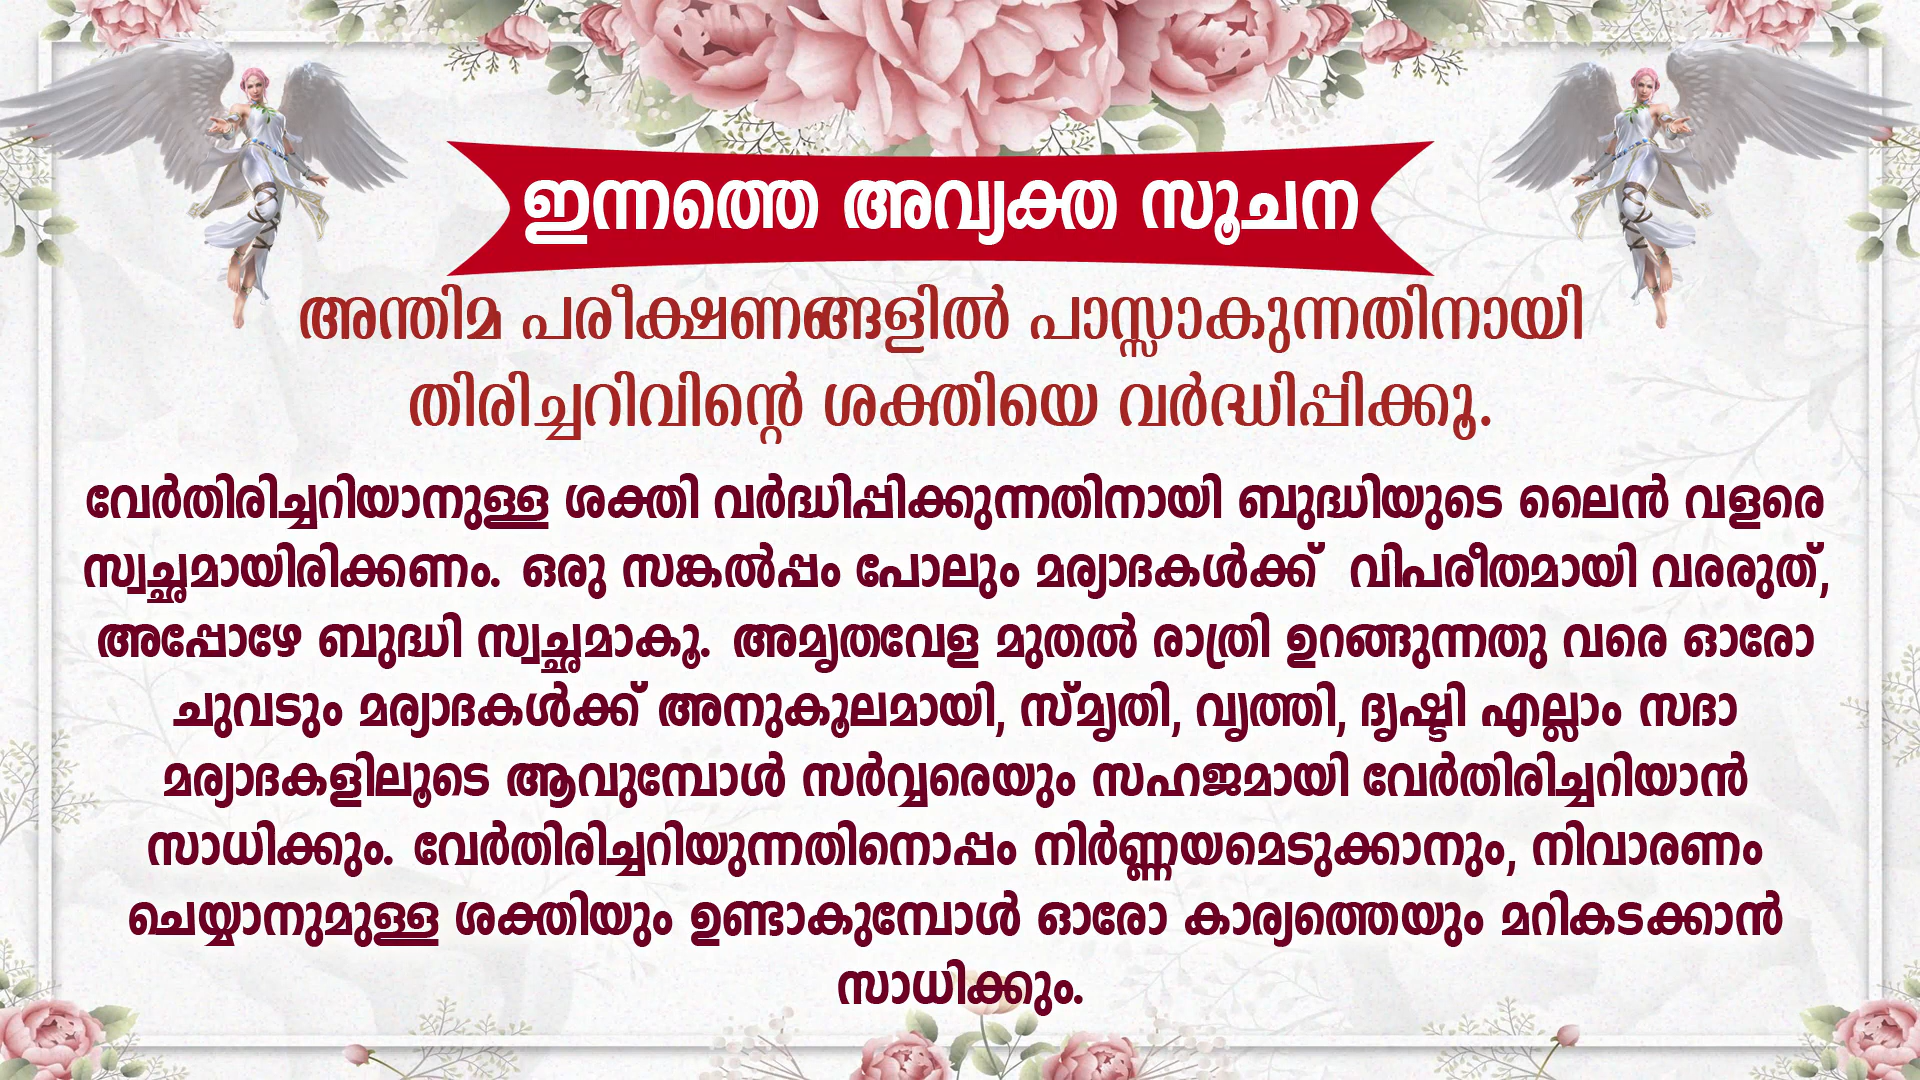 ഇന്നത്തെ അവ്യക്ത സൂചന
അന്തിമ പരീക്ഷണങ്ങളിൽ പാസ്സാകുന്നതിനായി
തിരിച്ചറിവിന്റെ ശക്തിയെ വർദ്ധിപ്പിക്കൂ.
വേർതിരിച്ചറിയാനുള്ള ശക്തി വർദ്ധിപ്പിക്കുന്നതിനായി ബുദ്ധിയുടെ ലൈൻ വളരെ
സ്വച്ഛമായിരിക്കണം. ഒരു സങ്കൽപ്പം പോലും മര്യാദകൾക്ക് വിപരീതമായി വരരുത്,
അപ്പോഴേ ബുദ്ധി സ്വച്ഛമാകൂ. അമൃതവേള മുതൽ രാത്രി ഉറങ്ങുന്നതു വരെ ഓരോ
ചുവടും മര്യാദകൾക്ക് അനുകൂലമായി, സ്മൃതി, വൃത്തി, ദൃഷ്ടി എല്ലാം സദാ
മര്യാദകളിലൂടെ ആവുമ്പോൾ സർവ്വരെയും സഹജമായി വേർതിരിച്ചറിയാൻ
സാധിക്കും. വേർതിരിച്ചറിയുന്നതിനൊപ്പം നിർണ്ണയമെടുക്കാനും, നിവാരണം
ചെയ്യാനുമുള്ള ശക്തിയും ഉണ്ടാകുമ്പോൾ ഓരോ കാര്യത്തെയും മറികടക്കാൻ
സാധിക്കും.